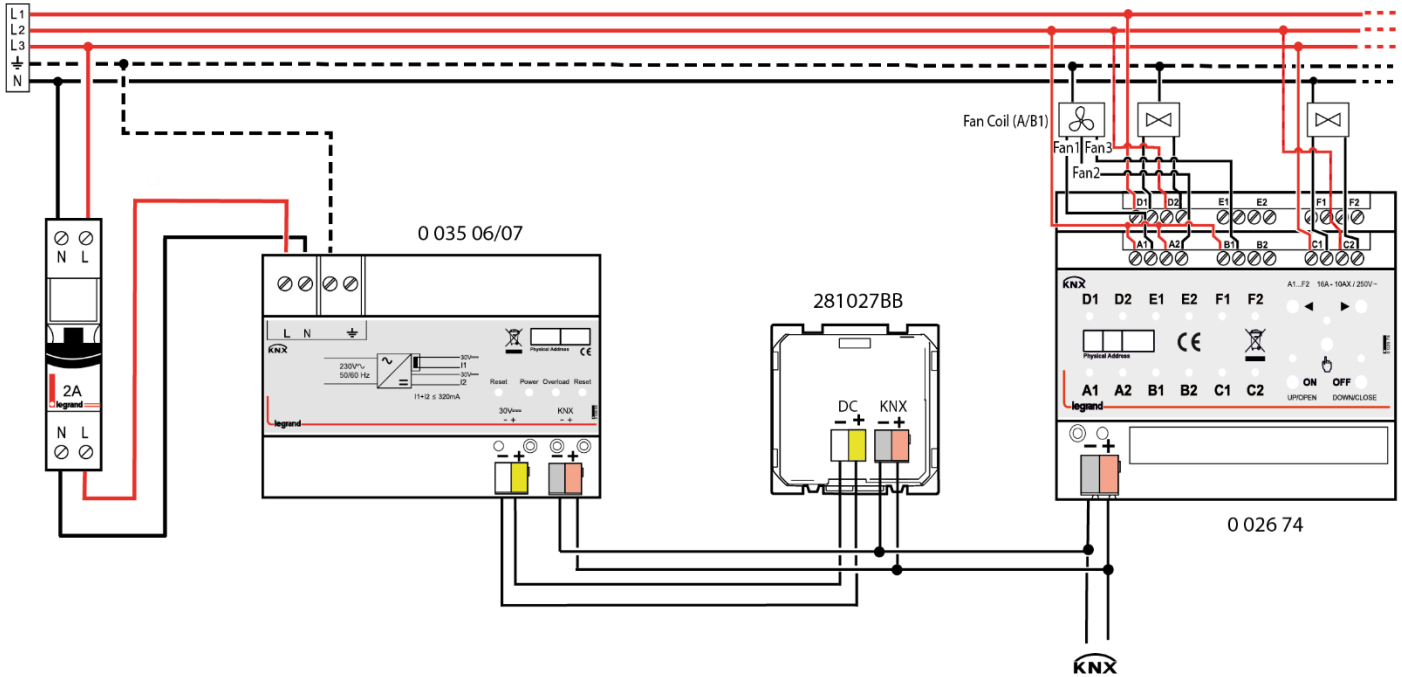 L1
L2
L3
N
Fan Coil (A/B1)
Fan1 Fan3
Fan2
D1 D2 E1 E2 F1 F2
A1 A2 B1 B2 C1 C2
N L
2A
legrand
N L
0 035 06/07
L N
KNX
230V~
50/60 Hz
30V
I1
30V
I2
I1+I2 ≤ 320mA
Physical Address
CE
Reset Power Overload Reset
30V KNX
- + - +
legrand
- + - +
281027BB
DC KNX
- + - +
KNX
A1...F2 16A - 10AX / 250V~
D1 D2 E1 E2 F1 F2
Physical Address
CE
A1 A2 B1 B2 C1 C2
ON OFF
UP/OPEN DOWN/CLOSE
legrand
- +
0 026 74
KNX